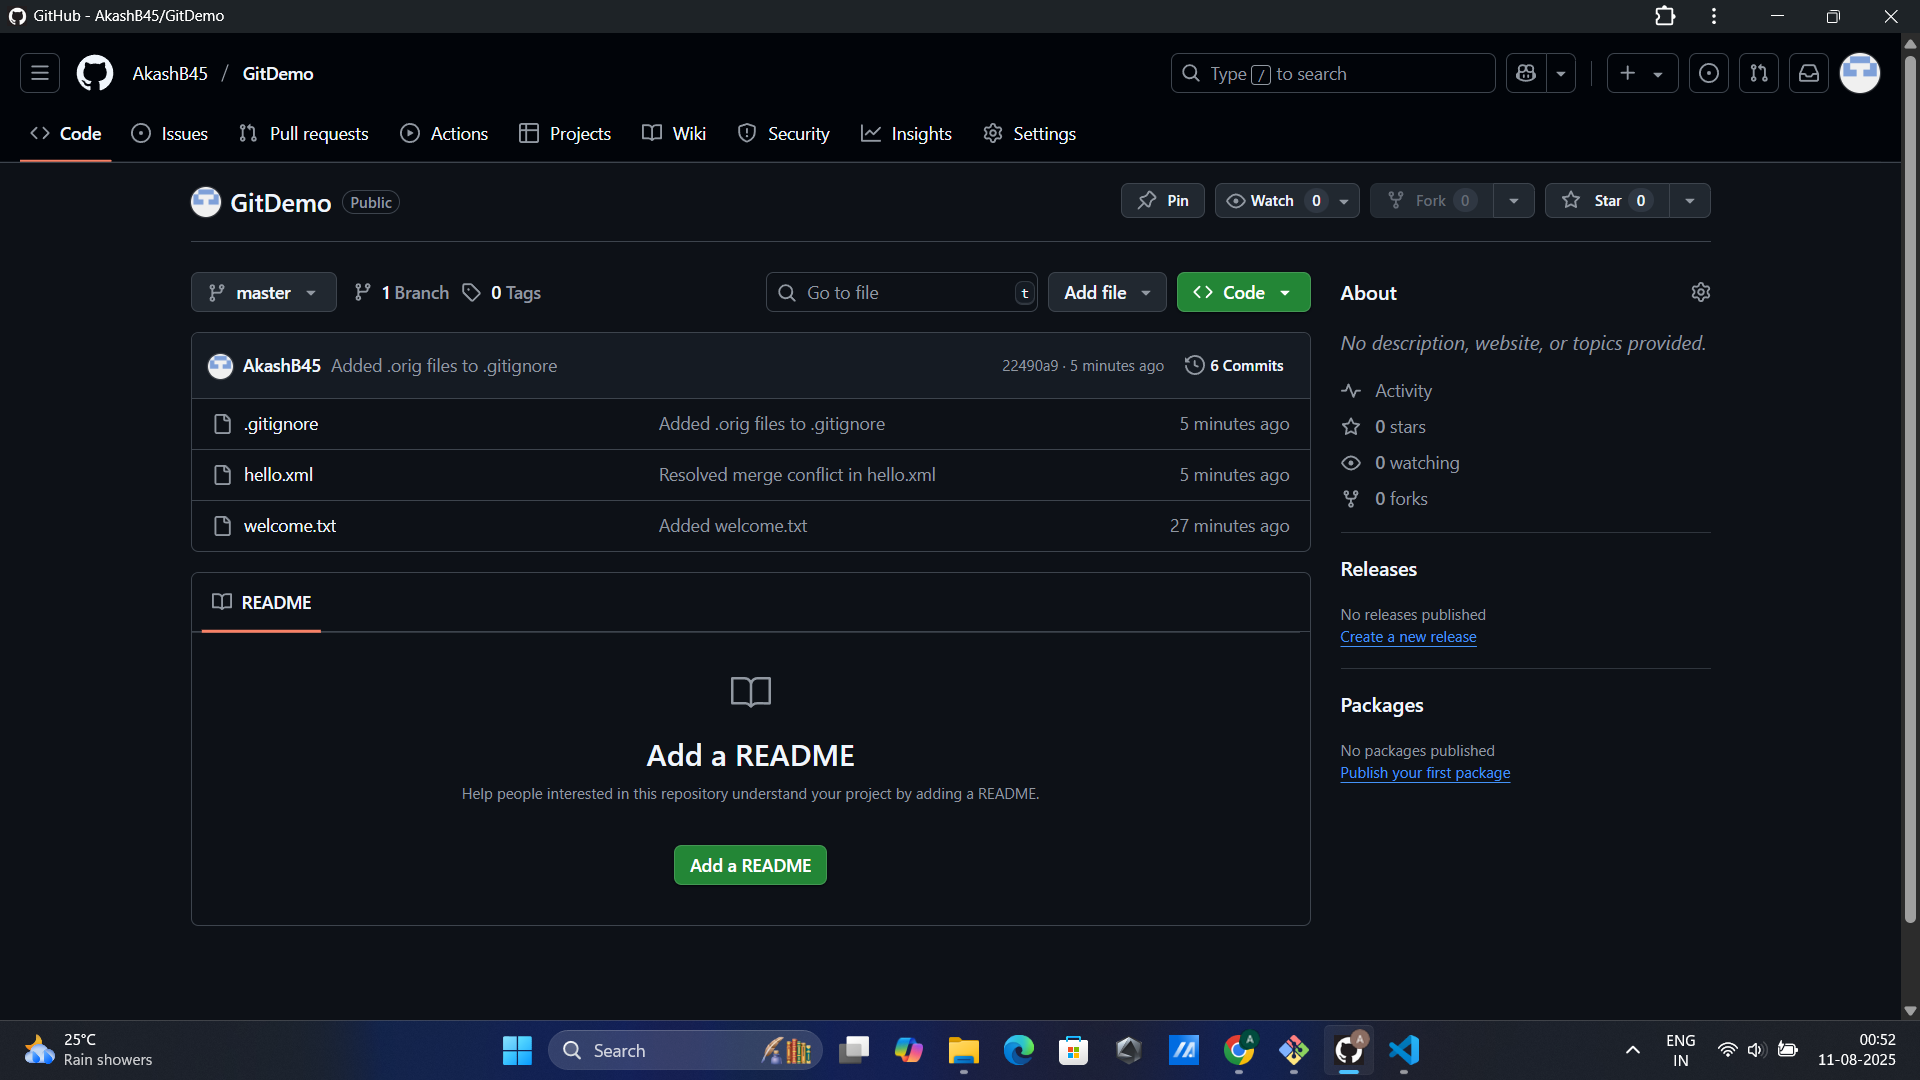 GitHub - AkashB45/GitDemo
AkashB45 / GitDemo
Type / to search
Code Issues Pull requests Actions Projects Wiki Security Insights Settings
GitDemo Public
Pin Watch 0 Fork 0 Star 0
master 1 Branch 0 Tags Go to file t Add file Code
About
No description, website, or topics provided.
AkashB45 Added .orig files to .gitignore 22490a9 · 5 minutes ago 6 Commits
.gitignore Added .orig files to .gitignore 5 minutes ago
hello.xml Resolved merge conflict in hello.xml 5 minutes ago
welcome.txt Added welcome.txt 27 minutes ago
Activity
0 stars
0 watching
0 forks
Releases
No releases published
Create a new release
Packages
No packages published
Publish your first package
README
Add a README
Help people interested in this repository understand your project by adding a README.
Add a README
25°C
Rain showers
Search
A
A
ENG
IN
00:52
11-08-2025